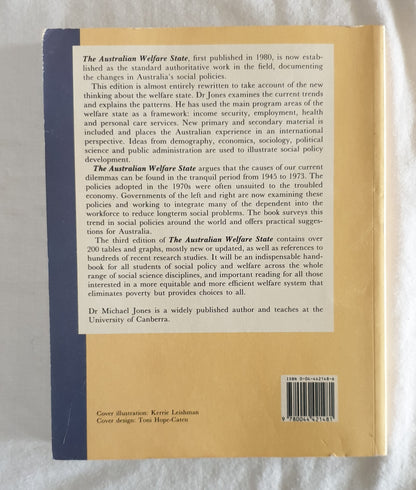 The Australian Welfare State, first published in 1980, is now estab-
lished as the standard authoritative work in the field, documenting
the changes in Australia's social policies.
This edition is almost entirely rewritten to take account of the new
thinking about the welfare state. Dr Jones examines the current trends
and explains the patterns. He has used the main program areas of the
welfare state as a framework: income security, employment, health
and personal care services. New primary and secondary material is
included and places the Australian experience in an international
perspective. Ideas from demography, economics, sociology, political
science and public administration are used to illustrate social policy
development.
The Australian Welfare State argues that the causes of our current
dilemmas can be found in the tranquil period from 1945 to 1973. The
policies adopted in the 1970s were often unsuited to the troubled
economy. Governments of the left and right are now examining these
policies and working to integrate many of the dependent into the
workforce to reduce longterm social problems. The book surveys this
trend in social policies around the world and offers practical sugges-
tions for Australia.
The third edition of The Australian Welfare State contains over
200 tables and graphs, mostly new or updated, as well as references to
hundreds of recent research studies. It will be an indispensable hand-
book for all students of social policy and welfare across the whole
range of social science disciplines, and important reading for all those
interested in a more equitable and more efficient welfare system that
eliminates poverty but provides choices to all.
Dr Michael Jones is a widely published author and teaches at the
University of Canberra.
ISBN 0-04-442148-6
9 780044 421481
Cover illustration: Kerrie Leishman
Cover design: Toni Hope-Caten